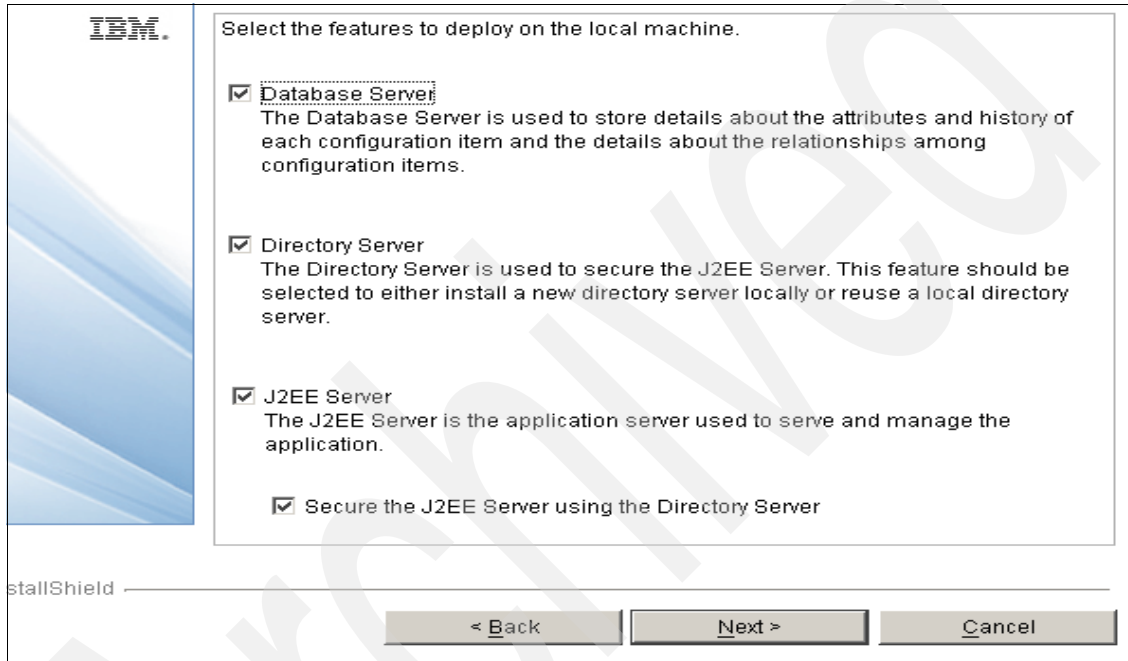 IBM.
Select the features to deploy on the local machine.
Database Server
The Database Server is used to store details about the attributes and history of
each configuration item and the details about the relationships among
configuration items.
Directory Server
The Directory Server is used to secure the J2EE Server. This feature should be
selected to either install a new directory server locally or reuse a local directory
server.
J2EE Server
The J2EE Server is the application server used to serve and manage the
application.
Secure the J2EE Server using the Directory Server
stallShield
< Back
Next >
Cancel
Archived